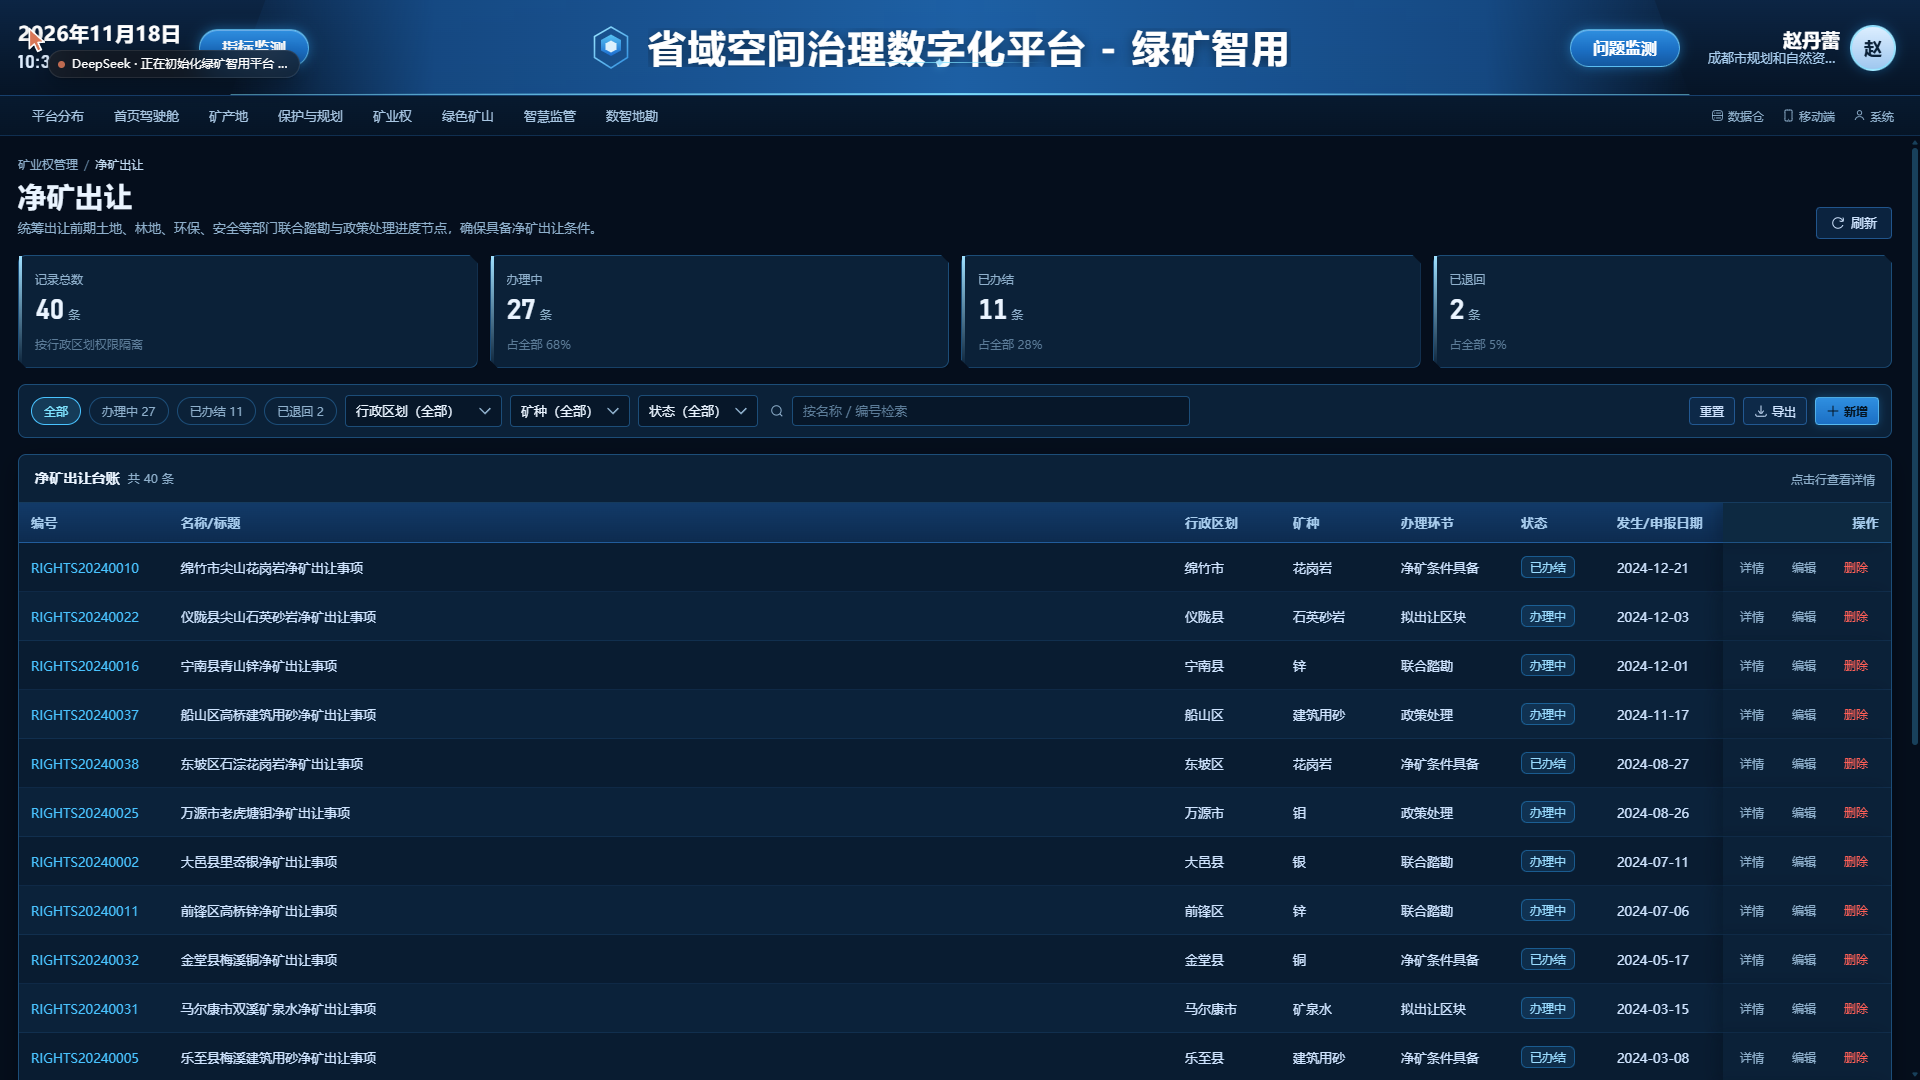 2026年11月18日
10:3
指标监测
DeepSeek · 正在初始化绿矿智用平台 ...
省域空间治理数字化平台 - 绿矿智用
问题监测
赵丹蕾
成都市规划和自然资...
赵
平台分布 首页驾驶舱 矿产地 保护与规划 矿业权 绿色矿山 智慧监管 数智地勘
数据仓 移动端 系统
矿业权管理 / 净矿出让
净矿出让
统筹出让前期土地、林地、环保、安全等部门联合踏勘与政策处理进度节点，确保具备净矿出让条件。
刷新
记录总数
40 条
按行政区划权限隔离
办理中
27 条
占全部 68%
已办结
11 条
占全部 28%
已退回
2 条
占全部 5%
全部 办理中 27 已办结 11 已退回 2 行政区划（全部） 矿种（全部） 状态（全部） 按名称 / 编号检索 重置 导出 新增
净矿出让台账 共 40 条 点击行查看详情
编号 名称/标题 行政区划 矿种 办理环节 状态 发生/申报日期 操作
RIGHTS20240010 绵竹市尖山花岗岩净矿出让事项 绵竹市 花岗岩 净矿条件具备 已办结 2024-12-21 详情 编辑 删除
RIGHTS20240022 仪陇县尖山石英砂岩净矿出让事项 仪陇县 石英砂岩 拟出让区块 办理中 2024-12-03 详情 编辑 删除
RIGHTS20240016 宁南县青山锌净矿出让事项 宁南县 锌 联合踏勘 办理中 2024-12-01 详情 编辑 删除
RIGHTS20240037 船山区高桥建筑用砂净矿出让事项 船山区 建筑用砂 政策处理 办理中 2024-11-17 详情 编辑 删除
RIGHTS20240038 东坡区石淙花岗岩净矿出让事项 东坡区 花岗岩 净矿条件具备 已办结 2024-08-27 详情 编辑 删除
RIGHTS20240025 万源市老虎塘钼净矿出让事项 万源市 钼 政策处理 办理中 2024-08-26 详情 编辑 删除
RIGHTS20240002 大邑县里岙银净矿出让事项 大邑县 银 联合踏勘 办理中 2024-07-11 详情 编辑 删除
RIGHTS20240011 前锋区高桥锌净矿出让事项 前锋区 锌 联合踏勘 办理中 2024-07-06 详情 编辑 删除
RIGHTS20240032 金堂县梅溪铜净矿出让事项 金堂县 铜 净矿条件具备 已办结 2024-05-17 详情 编辑 删除
RIGHTS20240031 马尔康市双溪矿泉水净矿出让事项 马尔康市 矿泉水 拟出让区块 办理中 2024-03-15 详情 编辑 删除
RIGHTS20240005 乐至县梅溪建筑用砂净矿出让事项 乐至县 建筑用砂 净矿条件具备 已办结 2024-03-08 详情 编辑 删除